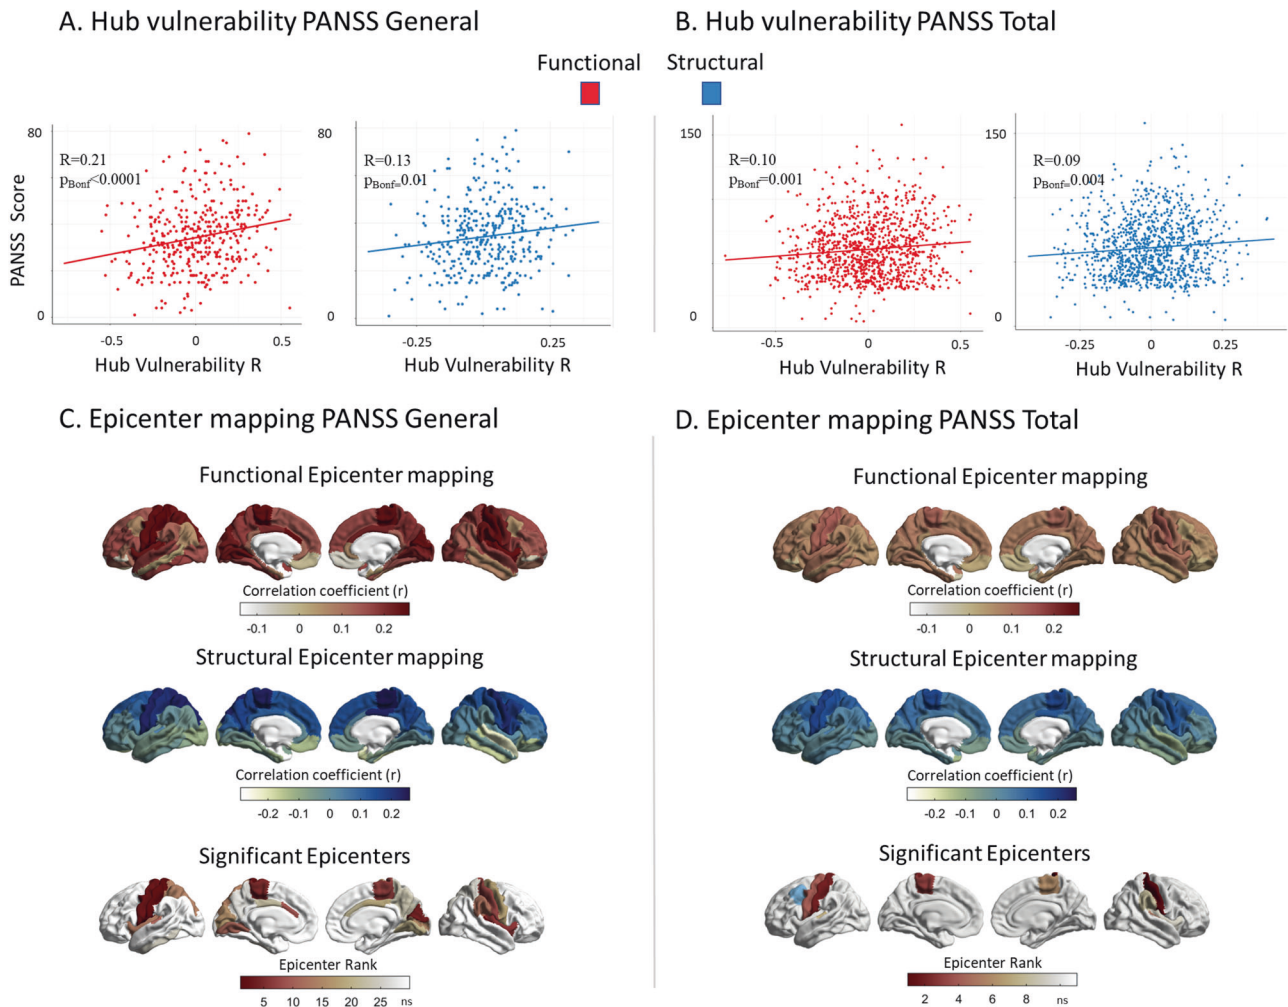 A. Hub vulnerability PANSS General
B. Hub vulnerability PANSS Total
Functional
Structural
PANSS Score
80
0
R=0.21
pBonf<0.0001
-0.5
0
0.5
Hub Vulnerability R
80
0
R=0.13
pBonf=0.01
-0.25
0
0.25
Hub Vulnerability R
150
0
R=0.10
pBonf=0.001
-0.5
0
0.5
Hub Vulnerability R
150
0
R=0.09
pBonf=0.004
-0.25
0
0.25
Hub Vulnerability R
C. Epicenter mapping PANSS General
Functional Epicenter mapping
Correlation coefficient (r)
-0.1 0 0.1 0.2
Structural Epicenter mapping
Correlation coefficient (r)
-0.2 -0.1 0 0.1 0.2
Significant Epicenters
Epicenter Rank
5 10 15 20 25 ns
D. Epicenter mapping PANSS Total
Functional Epicenter mapping
Correlation coefficient (r)
-0.1 0 0.1 0.2
Structural Epicenter mapping
Correlation coefficient (r)
-0.2 -0.1 0 0.1 0.2
Significant Epicenters
Epicenter Rank
2 4 6 8 ns